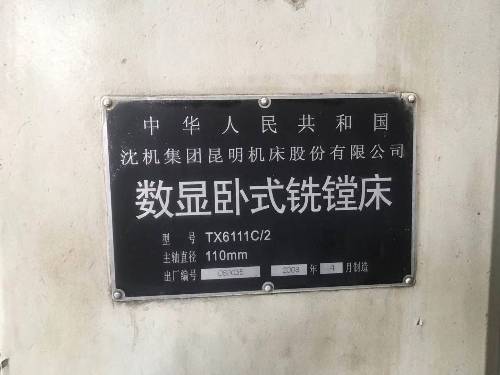 中华人民共和国
沈机集团昆明机床股份有限公司
数显卧式铣镗床
型号 TX6111C/2
主轴直径 110mm
出厂编号 2008 年 4 月制造